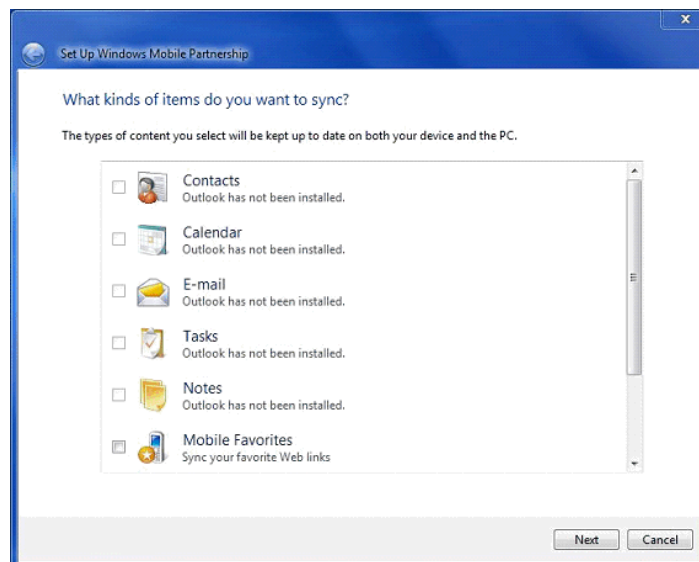 Set Up Windows Mobile Partnership
What kinds of items do you want to sync?
The types of content you select will be kept up to date on both your device and the PC.
Contacts
Outlook has not been installed.
Calendar
Outlook has not been installed.
E-mail
Outlook has not been installed.
Tasks
Outlook has not been installed.
Notes
Outlook has not been installed.
Mobile Favorites
Sync your favorite Web links
Next Cancel